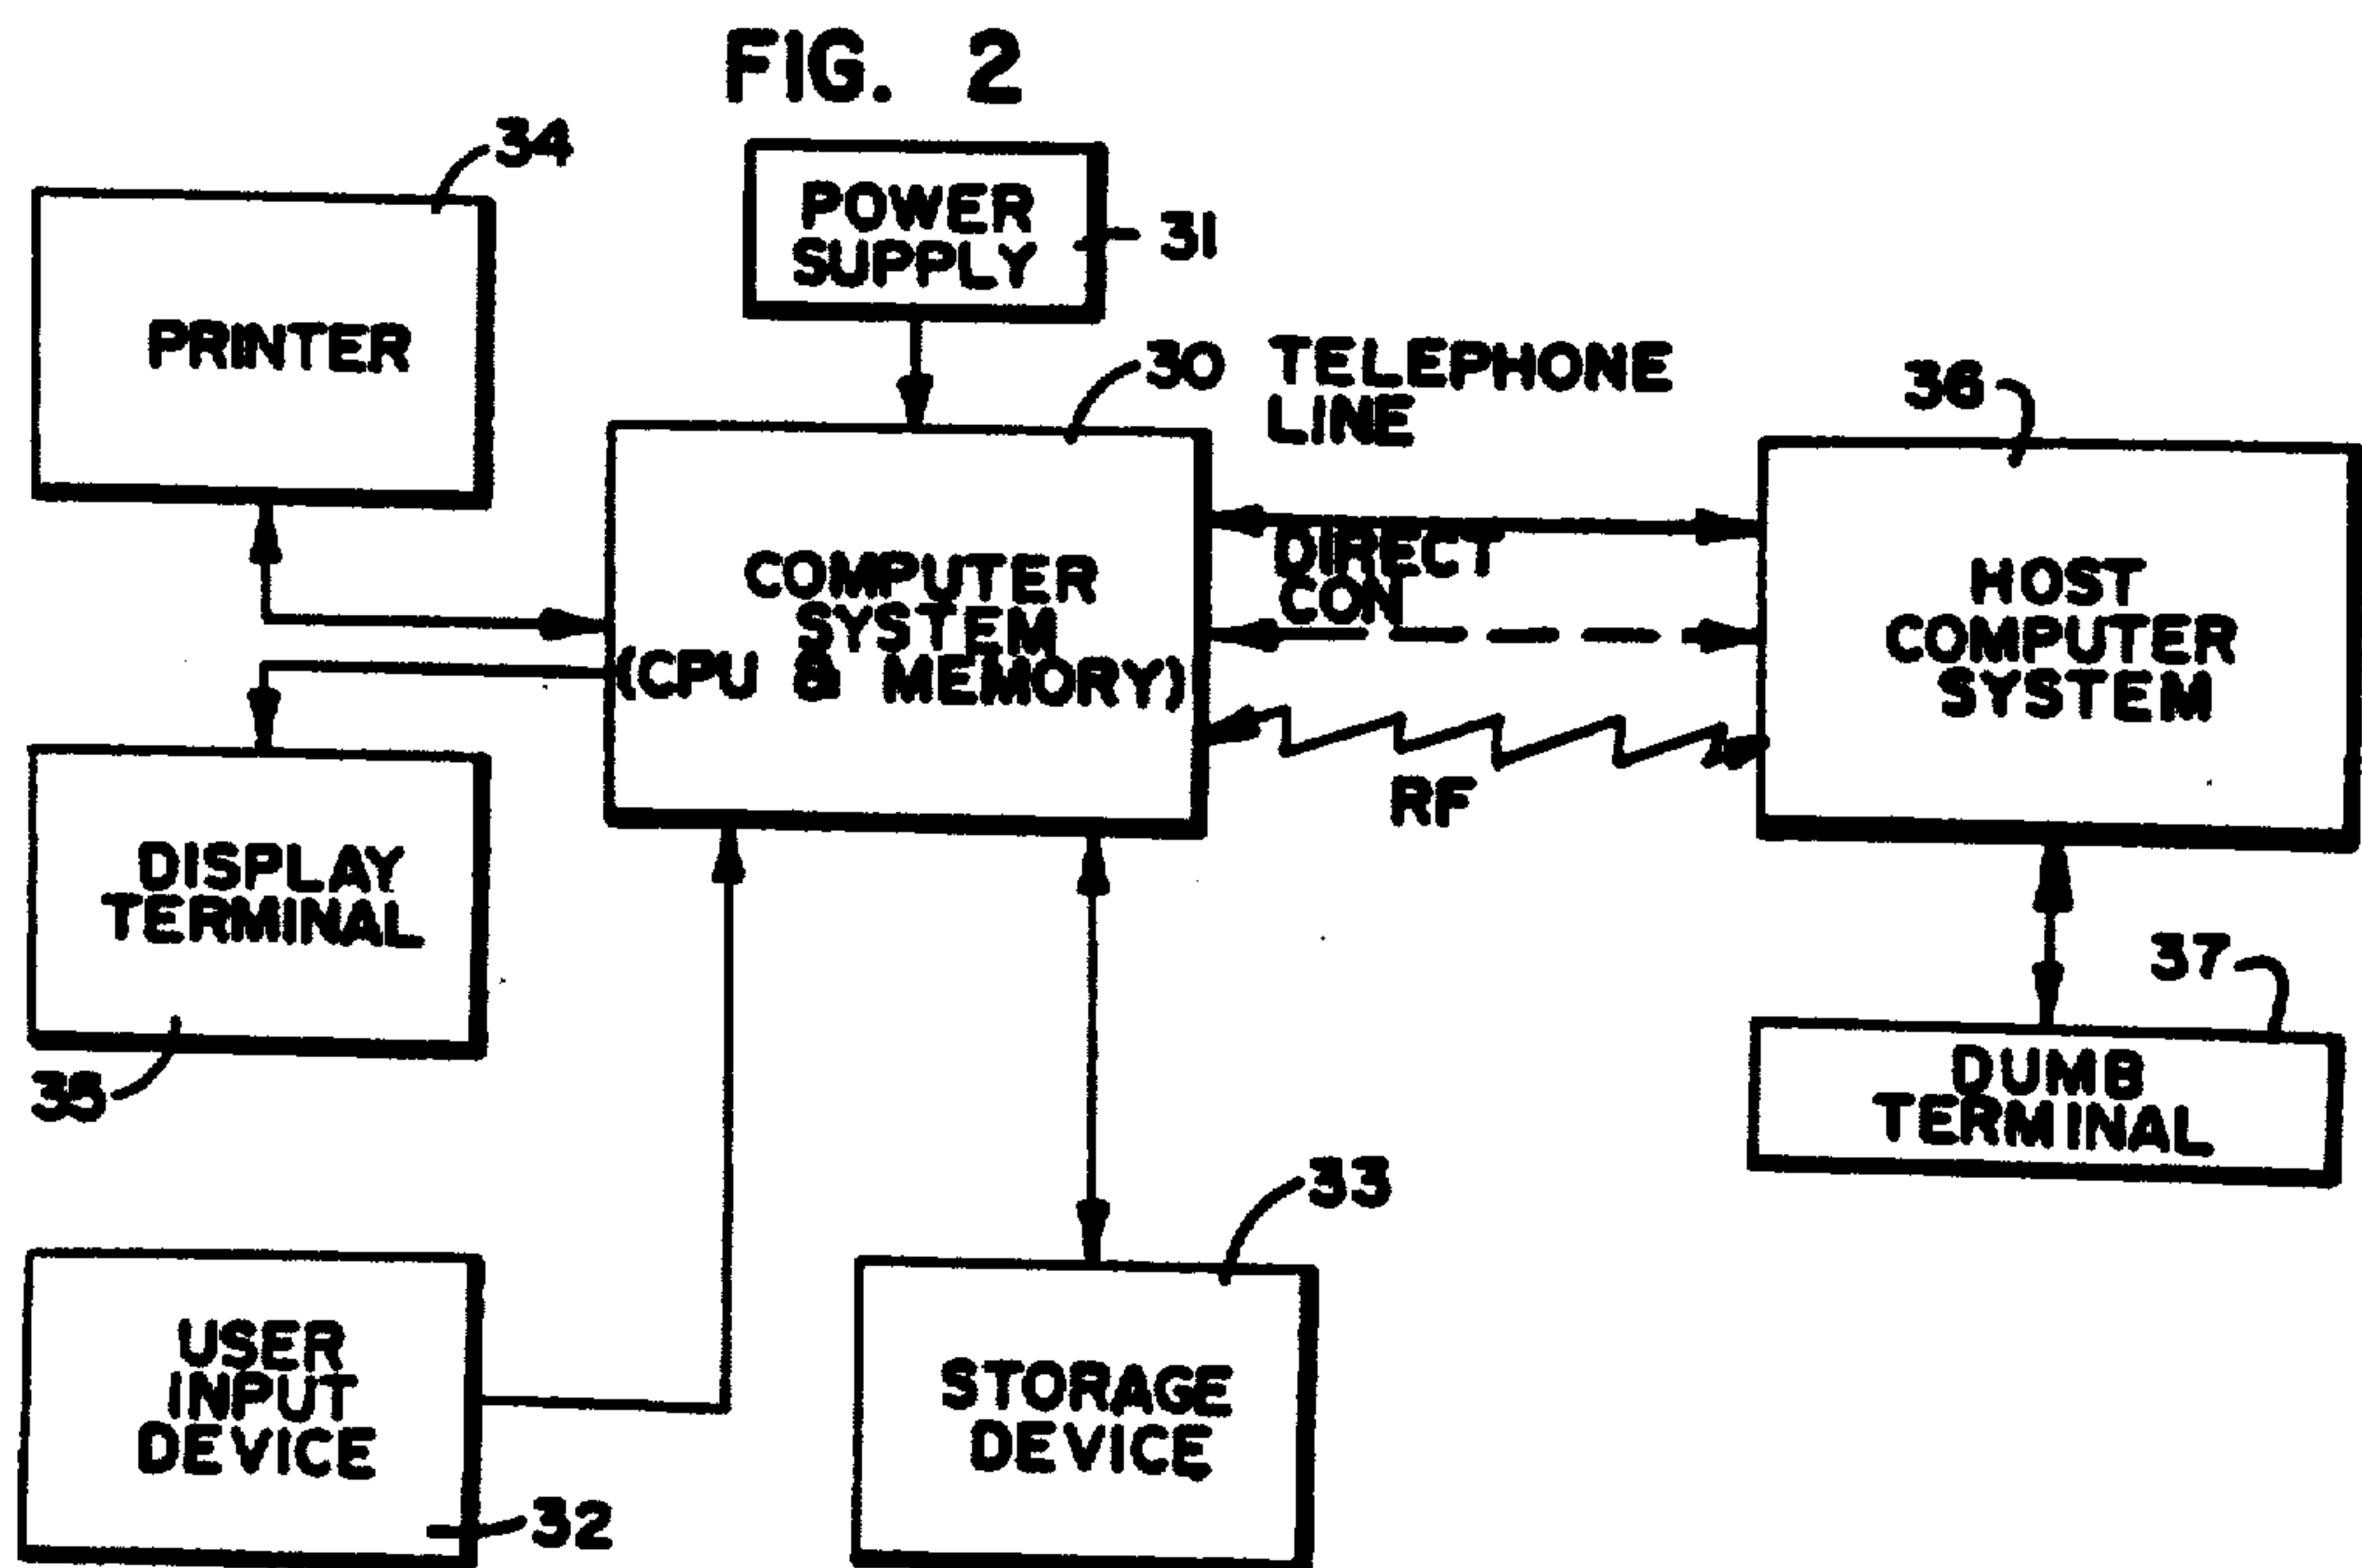 FIG. 2
34
POWER
SUPPLY
31
PRINTER
30
TELEPHONE
LINE
36
COMPUTER
SYSTEM
(CPU & MEMORY)
DIRECT
CON
HOST
COMPUTER
SYSTEM
RF
DISPLAY
TERMINAL
35
37
DUMB
TERMINAL
33
USER
INPUT
DEVICE
32
STORAGE
DEVICE